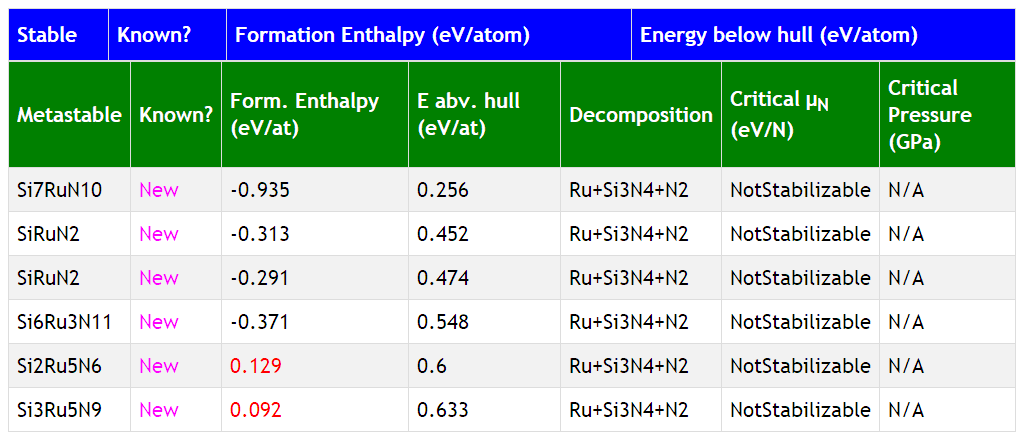 Stable Known? Formation Enthalpy (eV/atom) Energy below hull (eV/atom)
Metastable Known? Form. Enthalpy (eV/at) E abv. hull (eV/at) Decomposition Critical μN (eV/N) Critical Pressure (GPa)
Si7RuN10 New -0.935 0.256 Ru+Si3N4+N2 NotStabilizable N/A
SiRuN2 New -0.313 0.452 Ru+Si3N4+N2 NotStabilizable N/A
SiRuN2 New -0.291 0.474 Ru+Si3N4+N2 NotStabilizable N/A
Si6Ru3N11 New -0.371 0.548 Ru+Si3N4+N2 NotStabilizable N/A
Si2Ru5N6 New 0.129 0.6 Ru+Si3N4+N2 NotStabilizable N/A
Si3Ru5N9 New 0.092 0.633 Ru+Si3N4+N2 NotStabilizable N/A